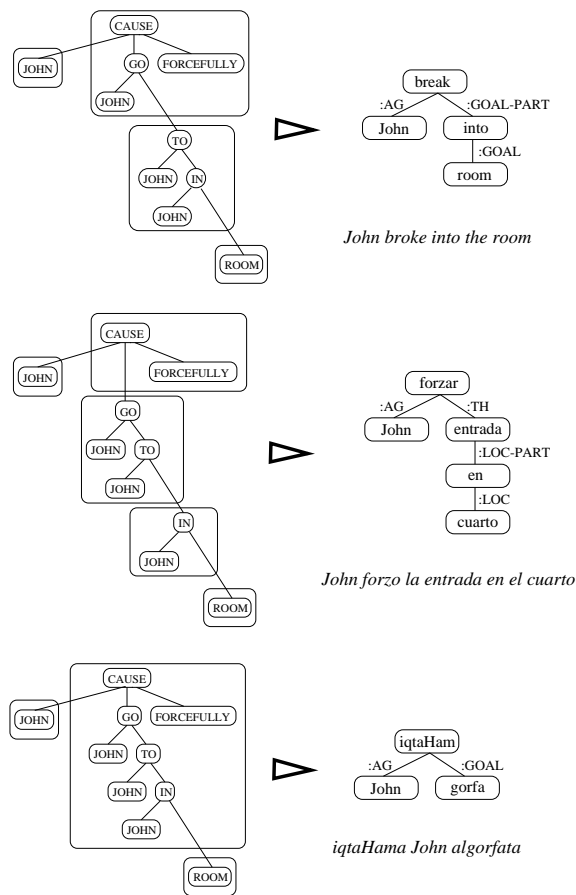 CAUSE
JOHN GO FORCEFULLY
JOHN
TO
JOHN IN
JOHN
ROOM
break
:AG :GOAL-PART
John into
:GOAL
room
John broke into the room
CAUSE
JOHN FORCEFULLY
GO
JOHN TO
JOHN
IN
JOHN
ROOM
forzar
:AG :TH
John entrada
:LOC-PART
en
:LOC
cuarto
John forzo la entrada en el cuarto
CAUSE
JOHN GO FORCEFULLY
JOHN TO
JOHN IN
JOHN
ROOM
iqtaHam
:AG :GOAL
John gorfa
iqtaHama John algorfata